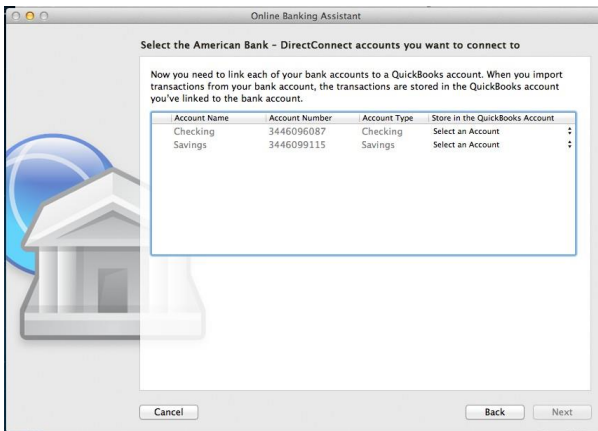 Online Banking Assistant
Select the American Bank - DirectConnect accounts you want to connect to
Now you need to link each of your bank accounts to a QuickBooks account. When you import
transactions from your bank account, the transactions are stored in the QuickBooks account
you've linked to the bank account.
Account Name Account Number Account Type Store in the QuickBooks Account
Checking 3446096087 Checking Select an Account
Savings 3446099115 Savings Select an Account
Cancel Back Next